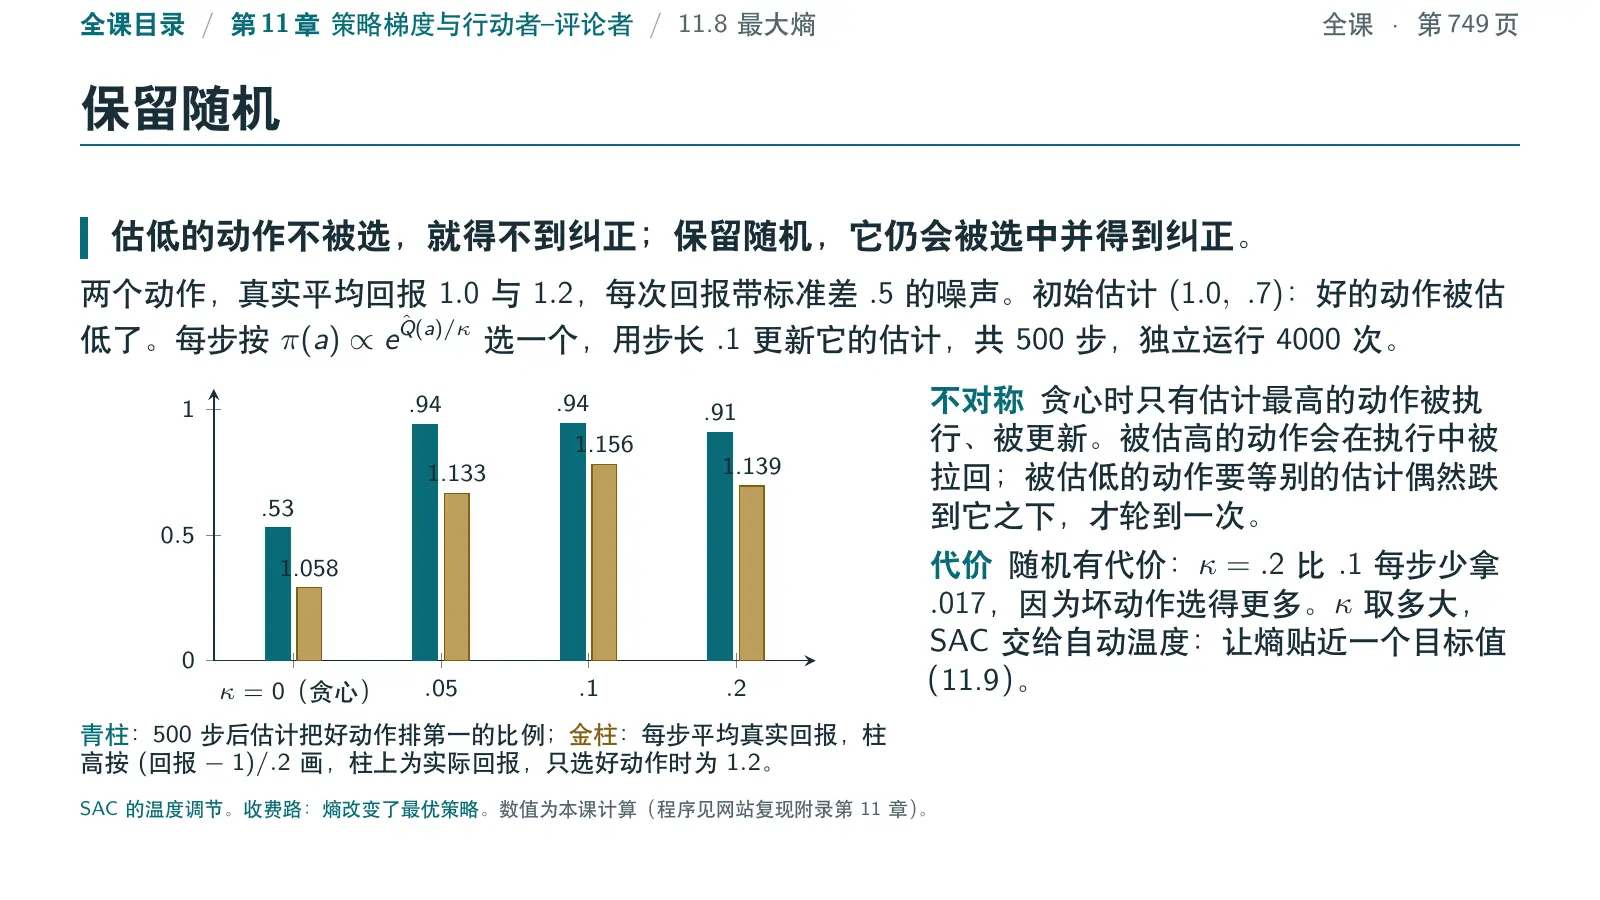 全课目录 / 第 11 章 策略梯度与行动者–评论者 / 11.8 最大熵
全课 · 第 749 页
保留随机
估低的动作不被选，就得不到纠正；保留随机，它仍会被选中并得到纠正。
两个动作，真实平均回报 1.0 与 1.2，每次回报带标准差 .5 的噪声。初始估计 (1.0, .7)：好的动作被估
低了。每步按 π(a) ∝ e^{Q̂(a)/κ} 选一个，用步长 .1 更新它的估计，共 500 步，独立运行 4000 次。
1
0.5
0
.53
1.058
.94
1.133
.94
1.156
.91
1.139
κ = 0（贪心）
.05
.1
.2
青柱：500 步后估计把好动作排第一的比例；金柱：每步平均真实回报，柱
高按 (回报 − 1)/.2 画，柱上为实际回报，只选好动作时为 1.2。
不对称 贪心时只有估计最高的动作被执
行、被更新。被估高的动作会在执行中被
拉回；被估低的动作要等别的估计偶然跌
到它之下，才轮到一次。
代价 随机有代价：κ = .2 比 .1 每步少拿
.017，因为坏动作选得更多。κ 取多大，
SAC 交给自动温度：让熵贴近一个目标值
(11.9)。
SAC 的温度调节。收费路：熵改变了最优策略。数值为本课计算（程序见网站复现附录第 11 章）。